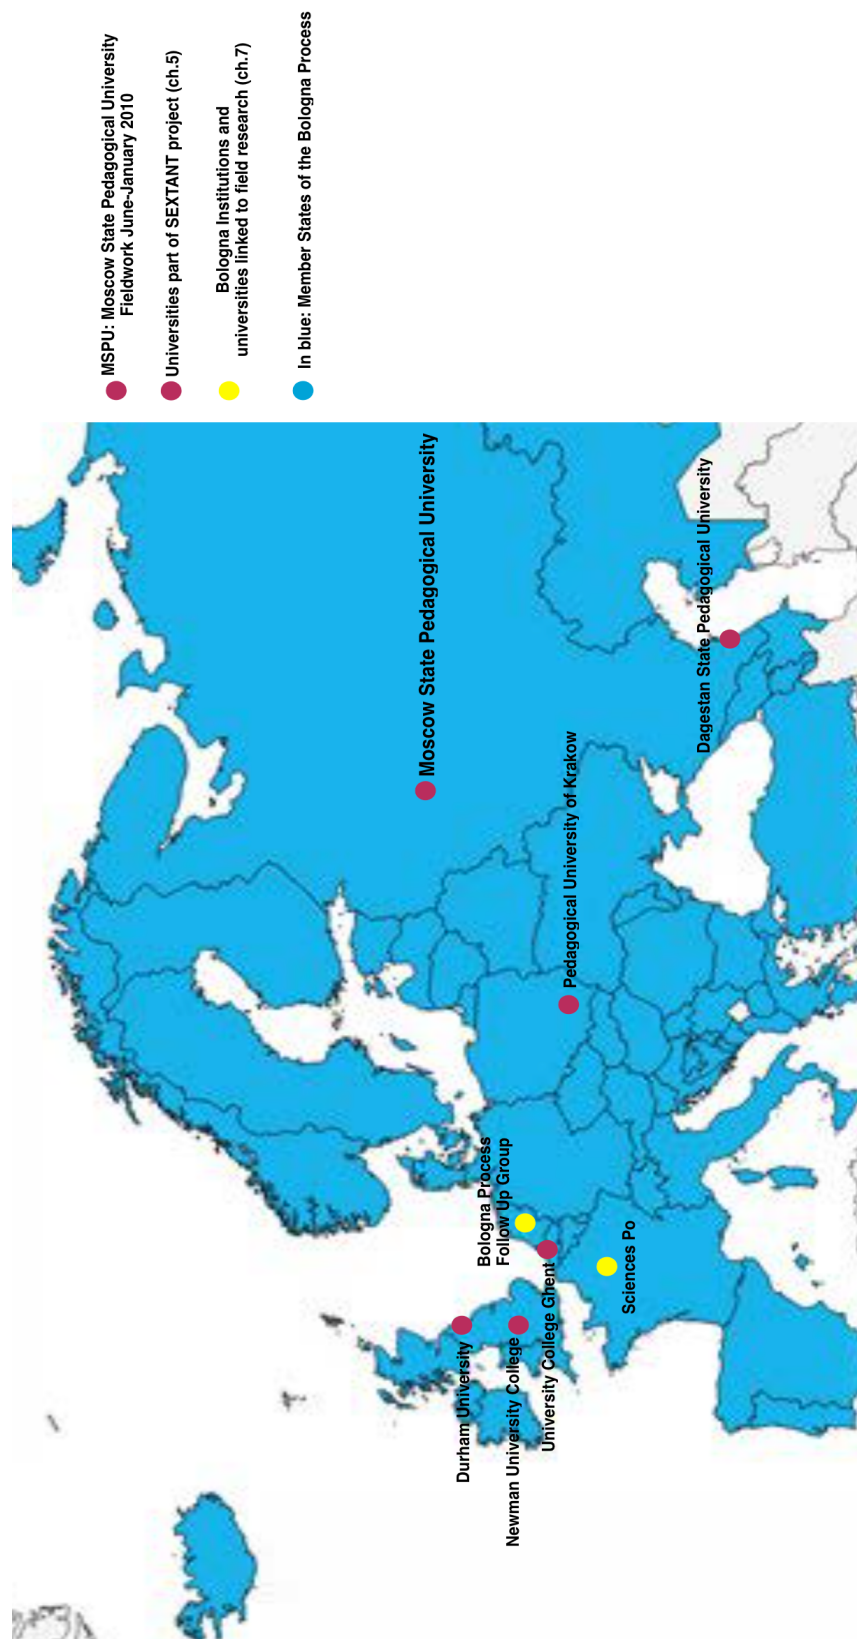 MSPU: Moscow State Pedagogical University
Fieldwork June-January 2010
Universities part of SEXTANT project (ch.5)
Bologna Institutions and
universities linked to field research (ch.7)
In blue: Member States of the Bologna Process
Moscow State Pedagogical University
Dagestan State Pedagogical University
Pedagogical University of Krakow
Bologna Process
Follow Up Group
Sciences Po
University College Ghent
Durham University
Newman University College